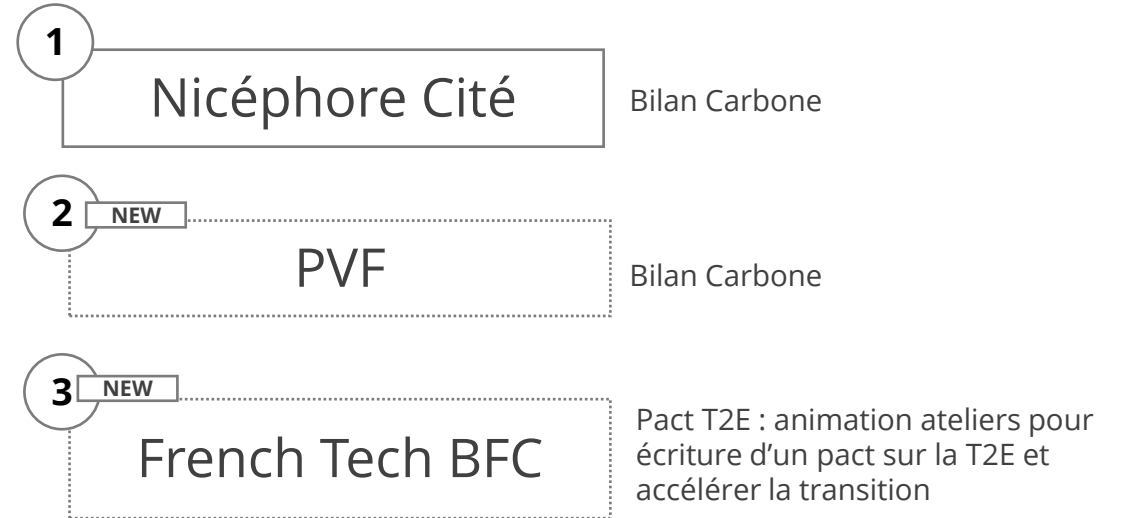 1
Nicéphore Cité
Bilan Carbone
2
NEW
PVF
Bilan Carbone
3
NEW
French Tech BFC
Pact T2E : animation ateliers pour
écriture d’un pact sur la T2E et
accélérer la transition